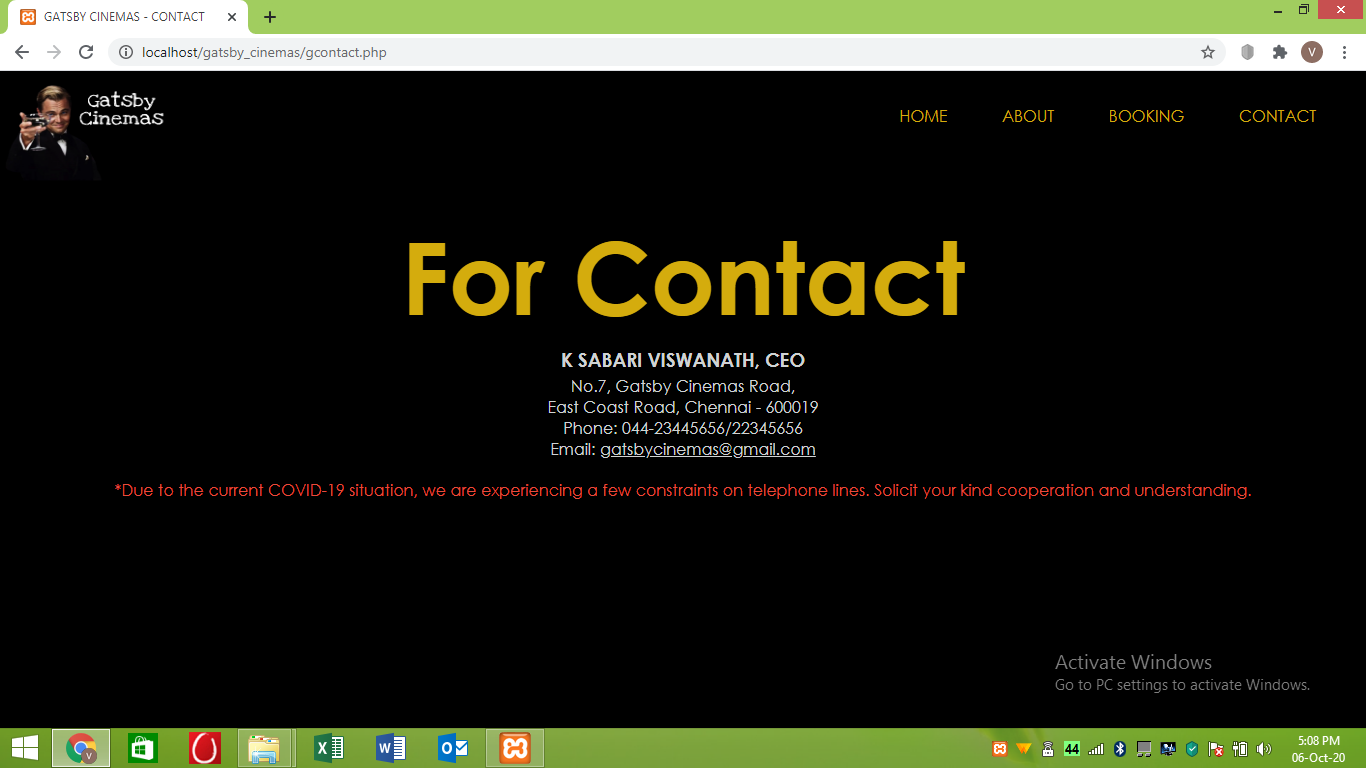 GATSBY CINEMAS - CONTACT
localhost/gatsby_cinemas/gcontact.php
V
Gatsby
Cinemas
HOME ABOUT BOOKING CONTACT
For Contact
K SABARI VISWANATH, CEO
No.7, Gatsby Cinemas Road,
East Coast Road, Chennai - 600019
Phone: 044-23445656/22345656
Email: gatsbycinemas@gmail.com
*Due to the current COVID-19 situation, we are experiencing a few constraints on telephone lines. Solicit your kind cooperation and understanding.
Activate Windows
Go to PC settings to activate Windows.
44
5:08 PM
06-Oct-20